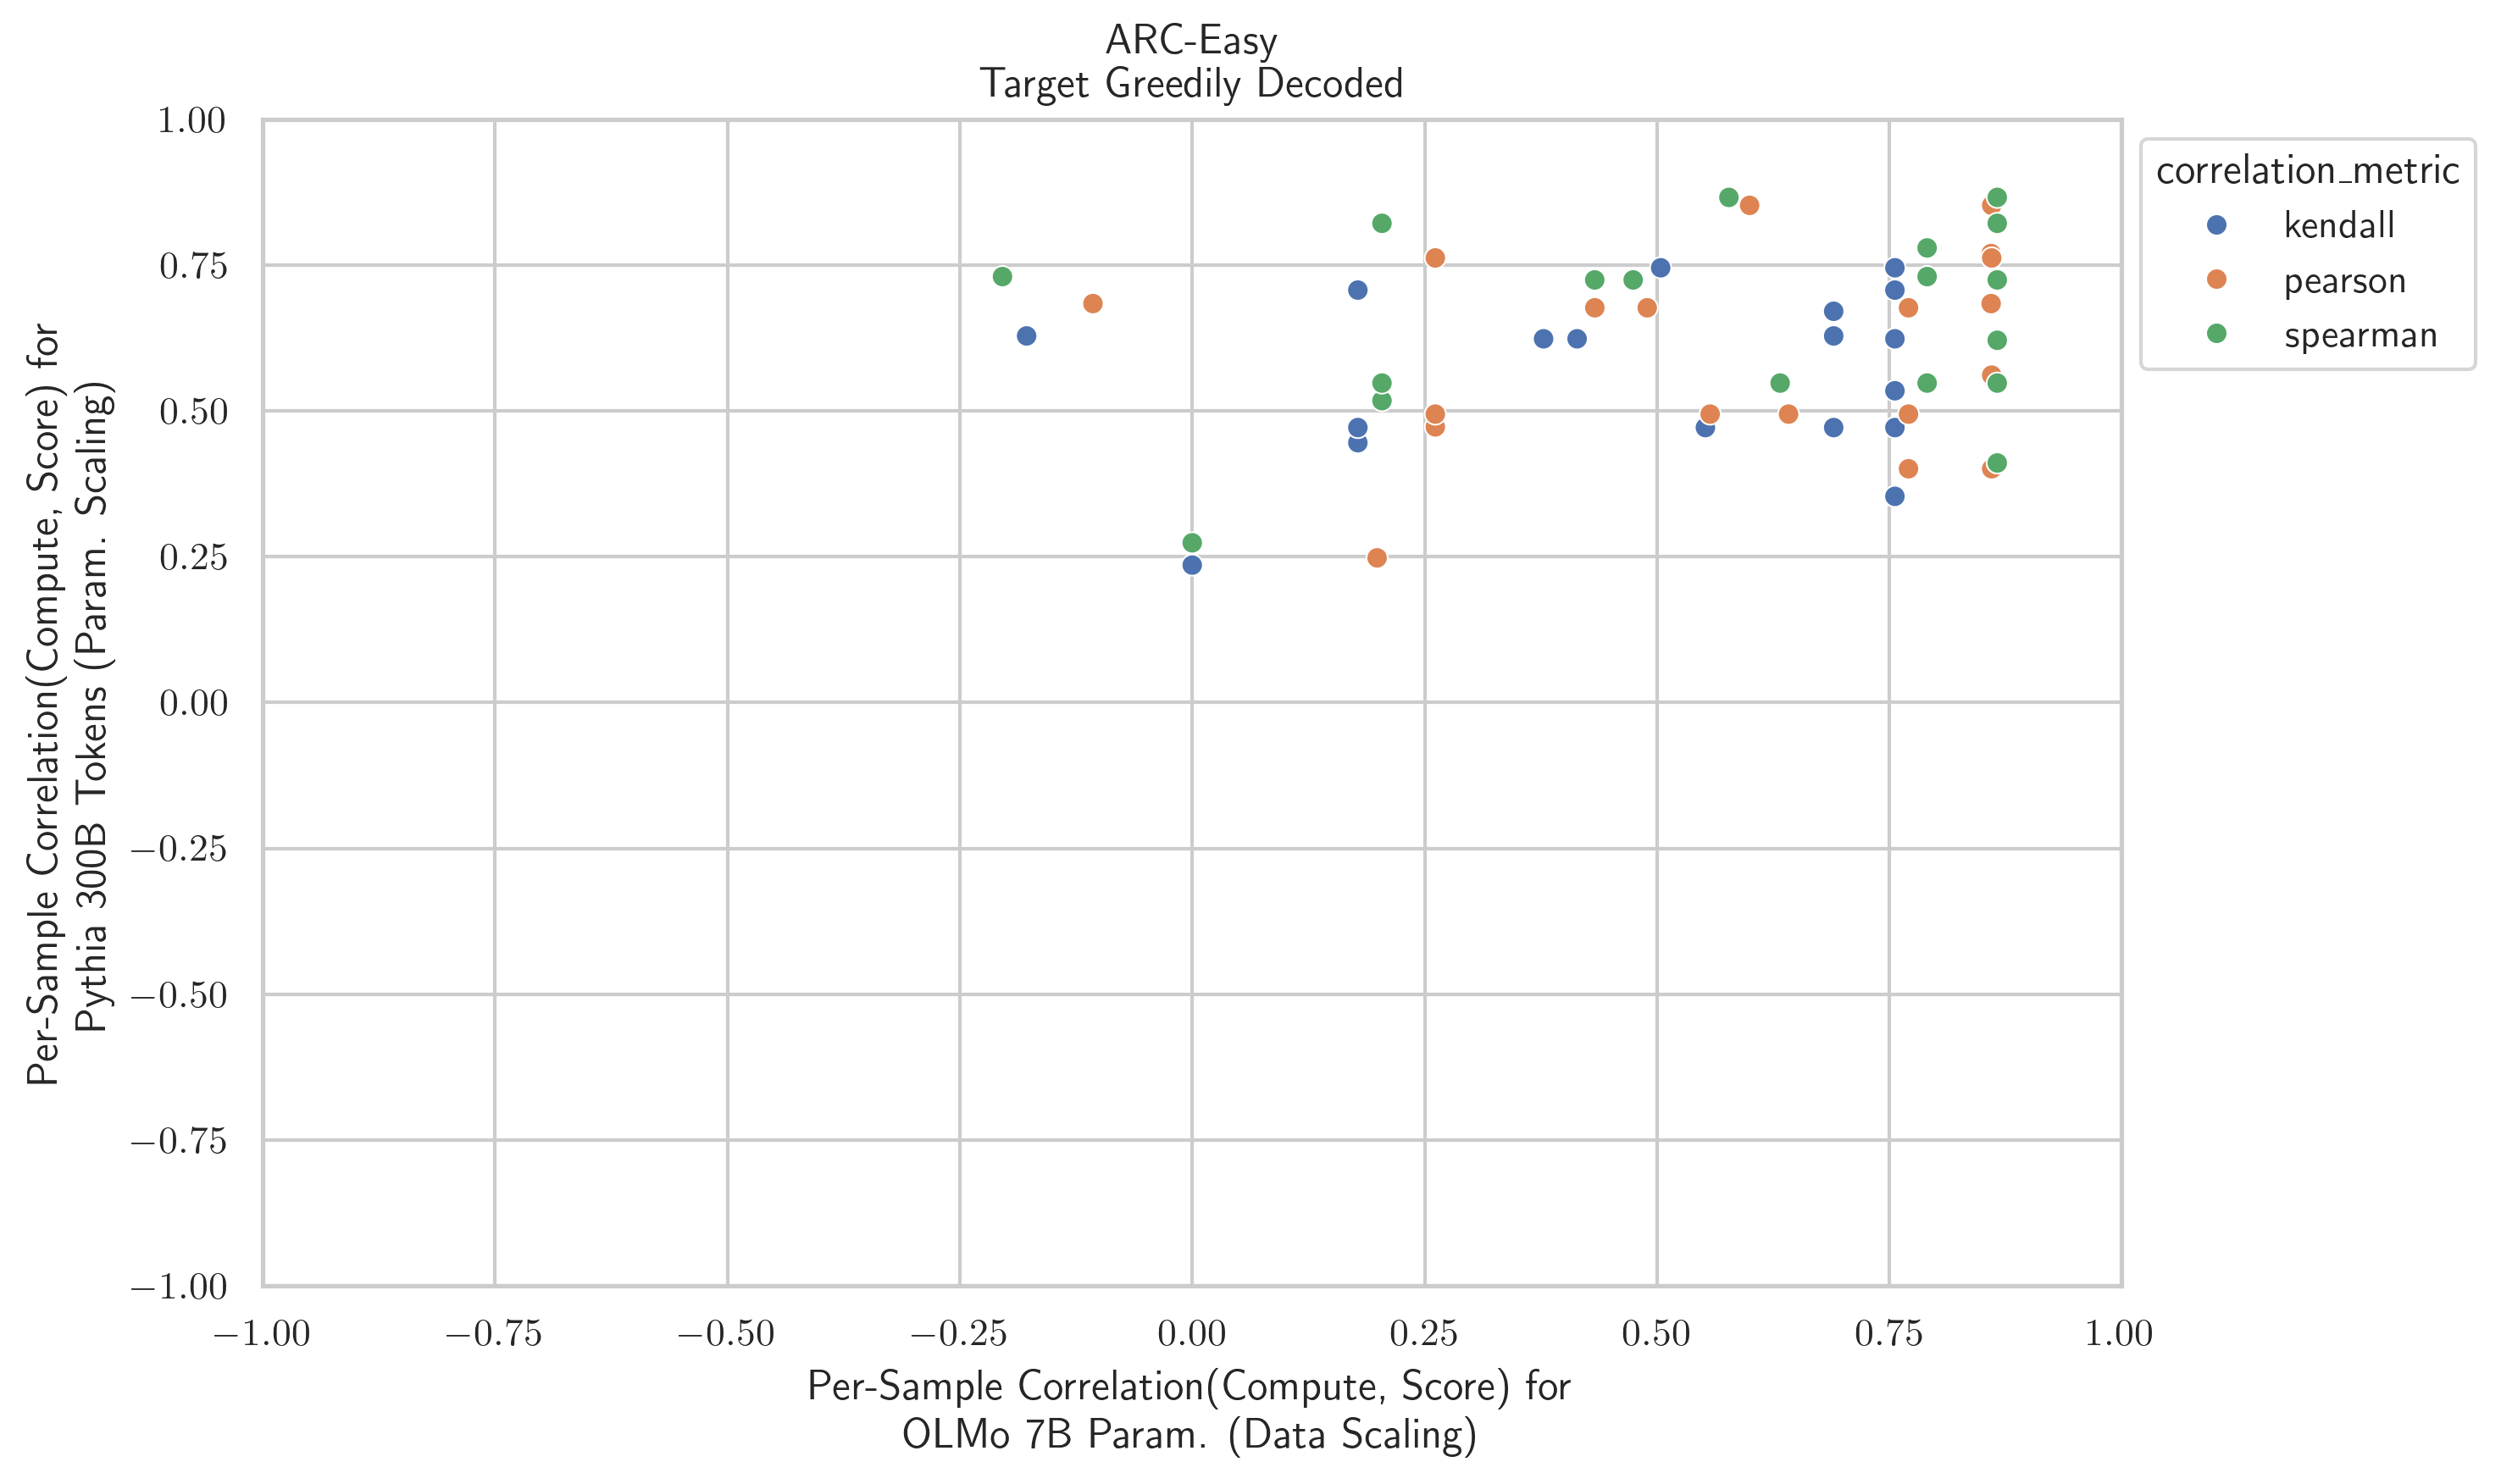 ARC-Easy
Target Greedily Decoded
Per-Sample Correlation(Compute, Score) for
Pythia 300B Tokens (Param. Scaling)
1.00
0.75
0.50
0.25
0.00
−0.25
−0.50
−0.75
−1.00
−1.00 −0.75 −0.50 −0.25 0.00 0.25 0.50 0.75 1.00
Per-Sample Correlation(Compute, Score) for
OLMo 7B Param. (Data Scaling)
correlation_metric
kendall
pearson
spearman